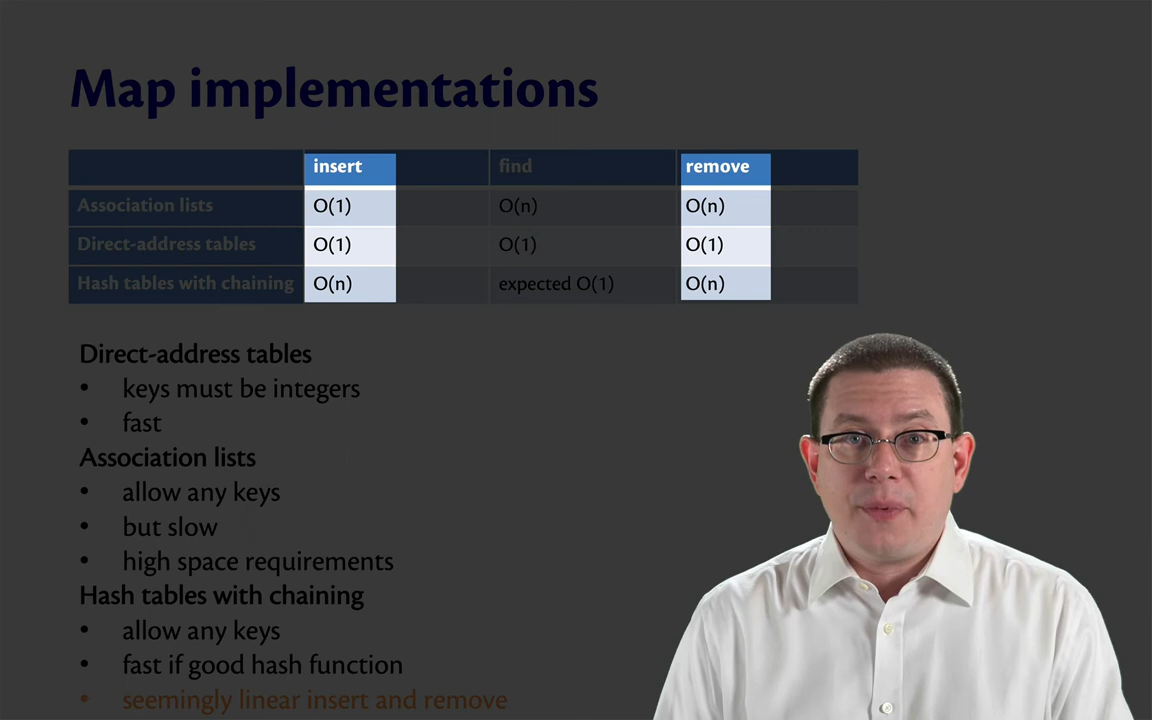 Map implementations
insert find remove
Association lists O(1) O(n) O(n)
Direct-address tables O(1) O(1) O(1)
Hash tables with chaining O(n) expected O(1) O(n)
Direct-address tables
• keys must be integers
• fast
Association lists
• allow any keys
• but slow
• high space requirements
Hash tables with chaining
• allow any keys
• fast if good hash function
• seemingly linear insert and remove